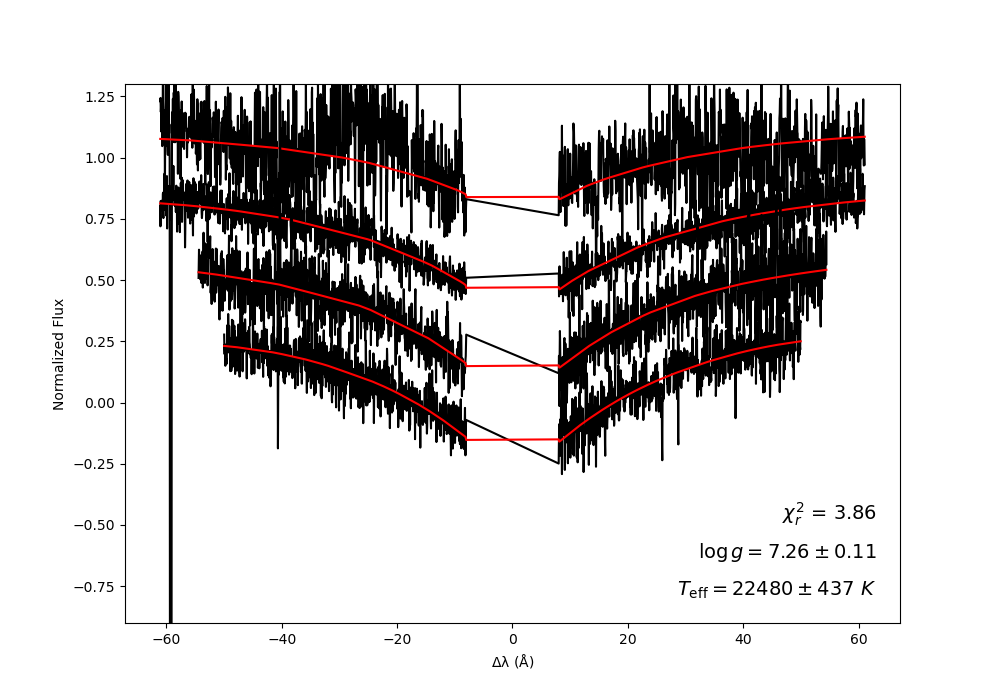 1.25
1.00
0.75
0.50
0.25
0.00
−0.25
−0.50
−0.75
Normalized Flux
χ²ᵣ = 3.86
log g = 7.26 ± 0.11
T_eff = 22480 ± 437 K
−60 −40 −20 0 20 40 60
Δλ (Å)